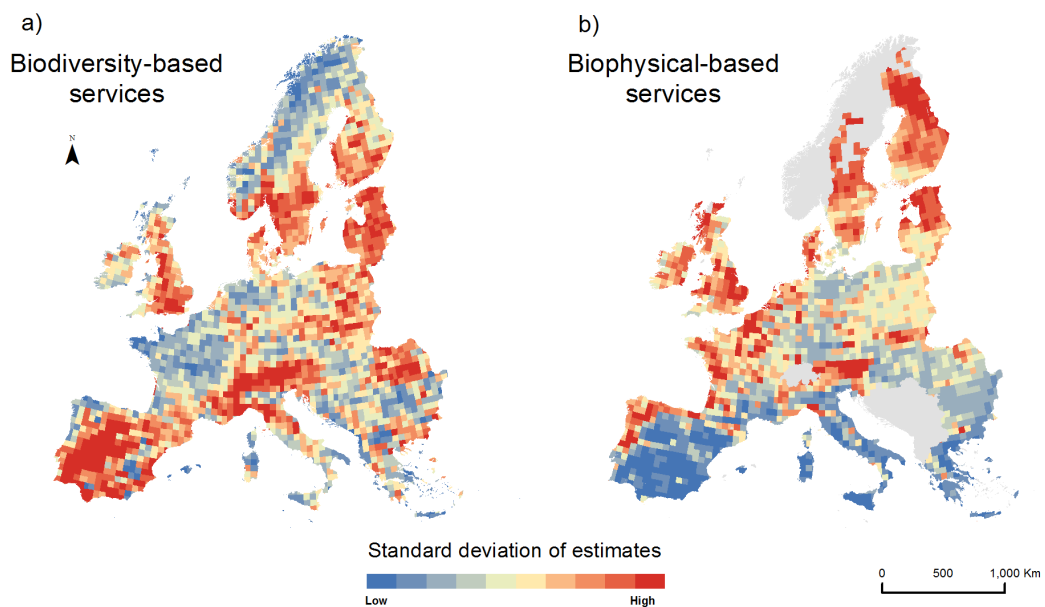 a)
Biodiversity-based
services
N
b)
Biophysical-based
services
Standard deviation of estimates
Low
High
0 500 1,000 Km